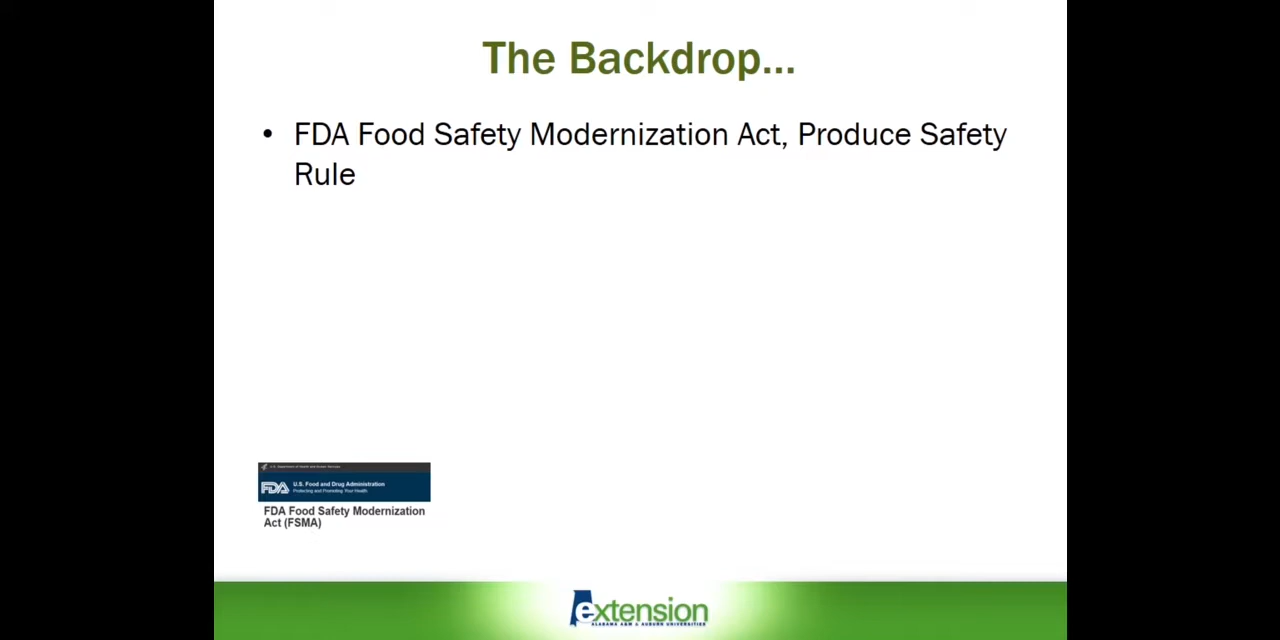 The Backdrop...
• FDA Food Safety Modernization Act, Produce Safety
Rule
U.S. Department of Health and Human Services
FDA U.S. Food and Drug Administration
Protecting and Promoting Your Health
FDA Food Safety Modernization
Act (FSMA)
extension
ALABAMA A&M & AUBURN UNIVERSITIES